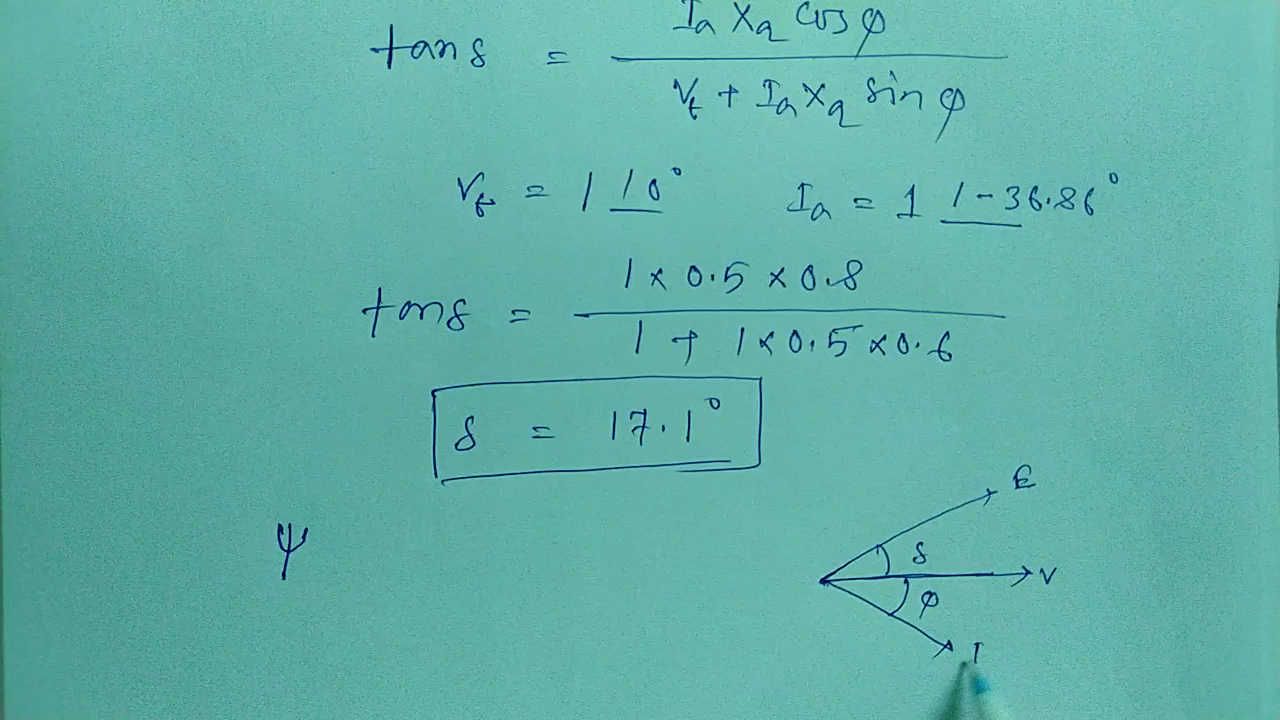 tan δ = Ia Xq cos φ / Vt + Ia Xq sin φ
Vt = 1 ∠0° Ia = 1 ∠-36.86°
tan δ = 1 × 0.5 × 0.8 / 1 + 1 × 0.5 × 0.6
δ = 17.1°
E
ψ
δ
V
φ
I